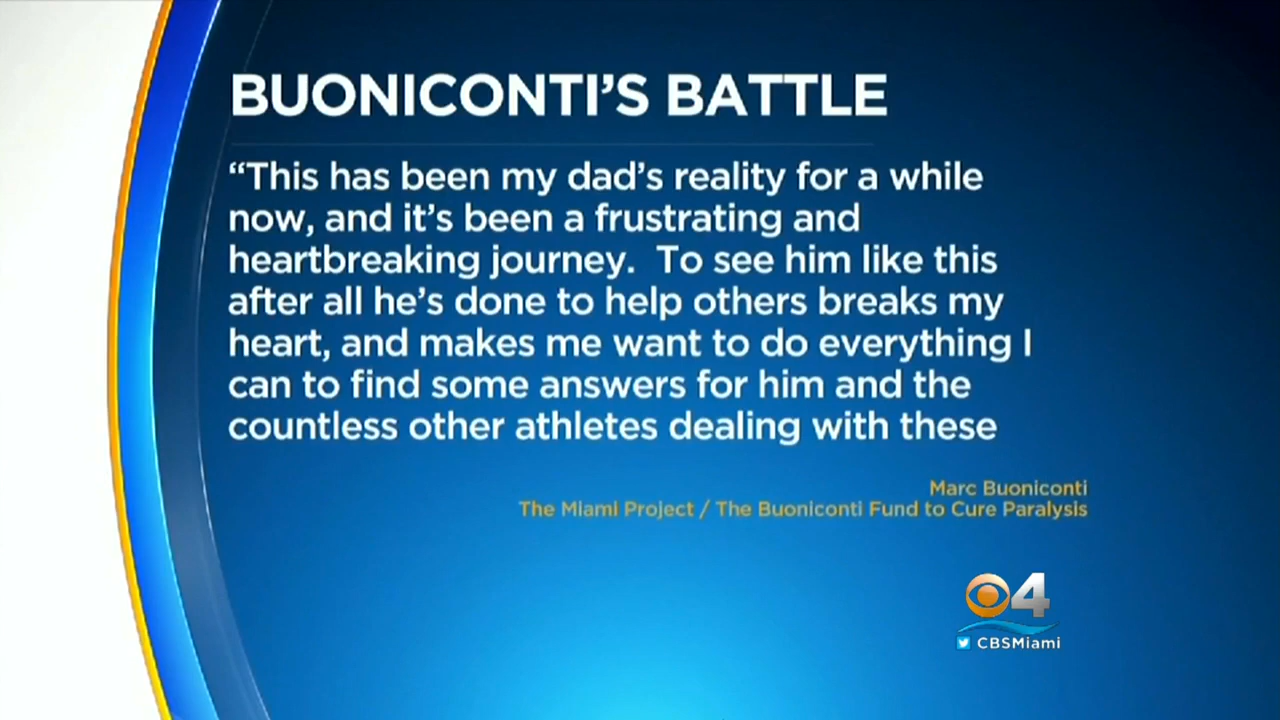 BUONICONTI’S BATTLE
“This has been my dad’s reality for a while
now, and it’s been a frustrating and
heartbreaking journey.  To see him like this
after all he’s done to help others breaks my
heart, and makes me want to do everything I
can to find some answers for him and the
countless other athletes dealing with these
Marc Buoniconti
The Miami Project / The Buoniconti Fund to Cure Paralysis
4
CBSMiami